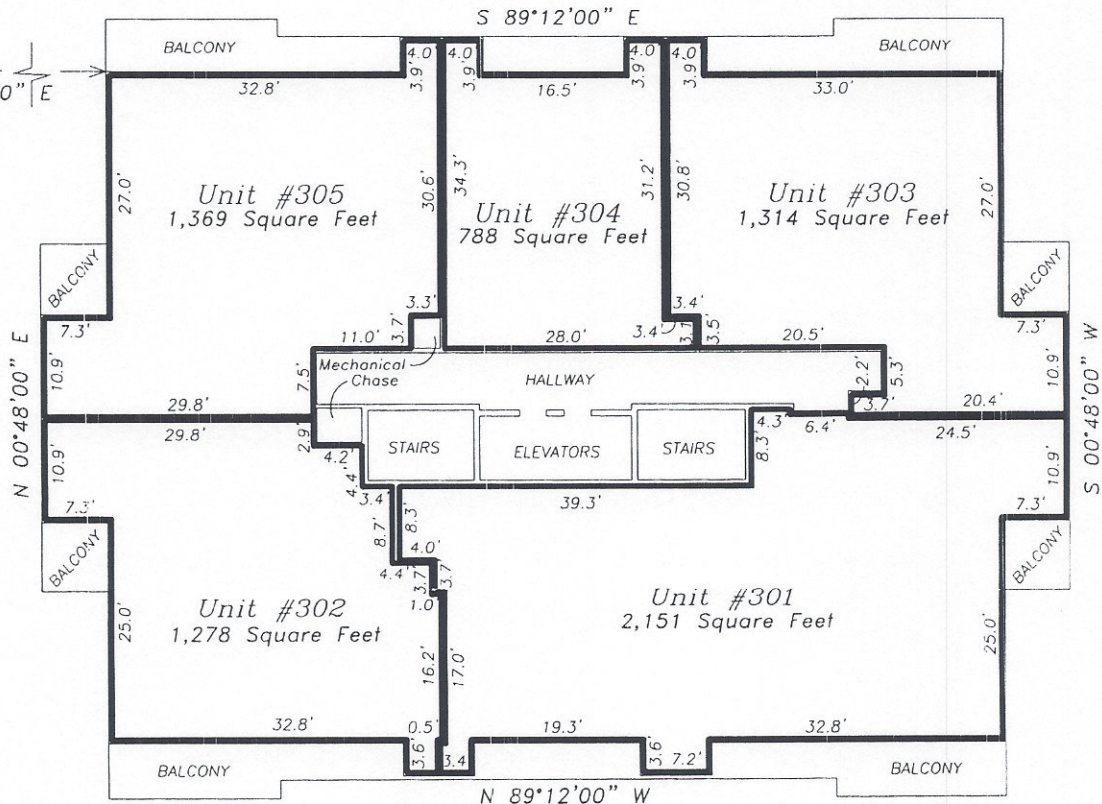 S 89°12'00" E
BALCONY
BALCONY
4.0'
4.0'
4.0
4.0'
0" E
32.8'
3.9'
3.9'
16.5'
3.9'
3.9'
33.0'
27.0'
30.6'
34.3'
31.2'
30.8'
27.0'
Unit #305
1,369 Square Feet
Unit #304
788 Square Feet
Unit #303
1,314 Square Feet
BALCONY
BALCONY
7.3'
3.3'
3.4'
7.3'
11.0'
3.7'
28.0'
3.4'
3.1'
3.5'
20.5'
N 00°48'00" E
10.9'
7.5'
Mechanical
Chase
HALLWAY
2.2'
5.3'
10.9'
S 00°48'00" W
29.8'
3.7'
20.4'
29.8'
2.9'
4.3'
6.4'
24.5'
10.9'
4.2'
STAIRS
ELEVATORS
STAIRS
8.3'
10.9'
4.4'
7.3'
3.4'
39.3'
7.3'
BALCONY
8.7'
8.3'
BALCONY
4.4'
4.0'
3.7'
3.7'
Unit #302
1,278 Square Feet
1.0'
Unit #301
2,151 Square Feet
25.0'
16.2'
17.0'
25.0'
32.8'
0.5'
19.3'
32.8'
3.6'
3.4
3.6'
7.2'
BALCONY
BALCONY
N 89°12'00" W